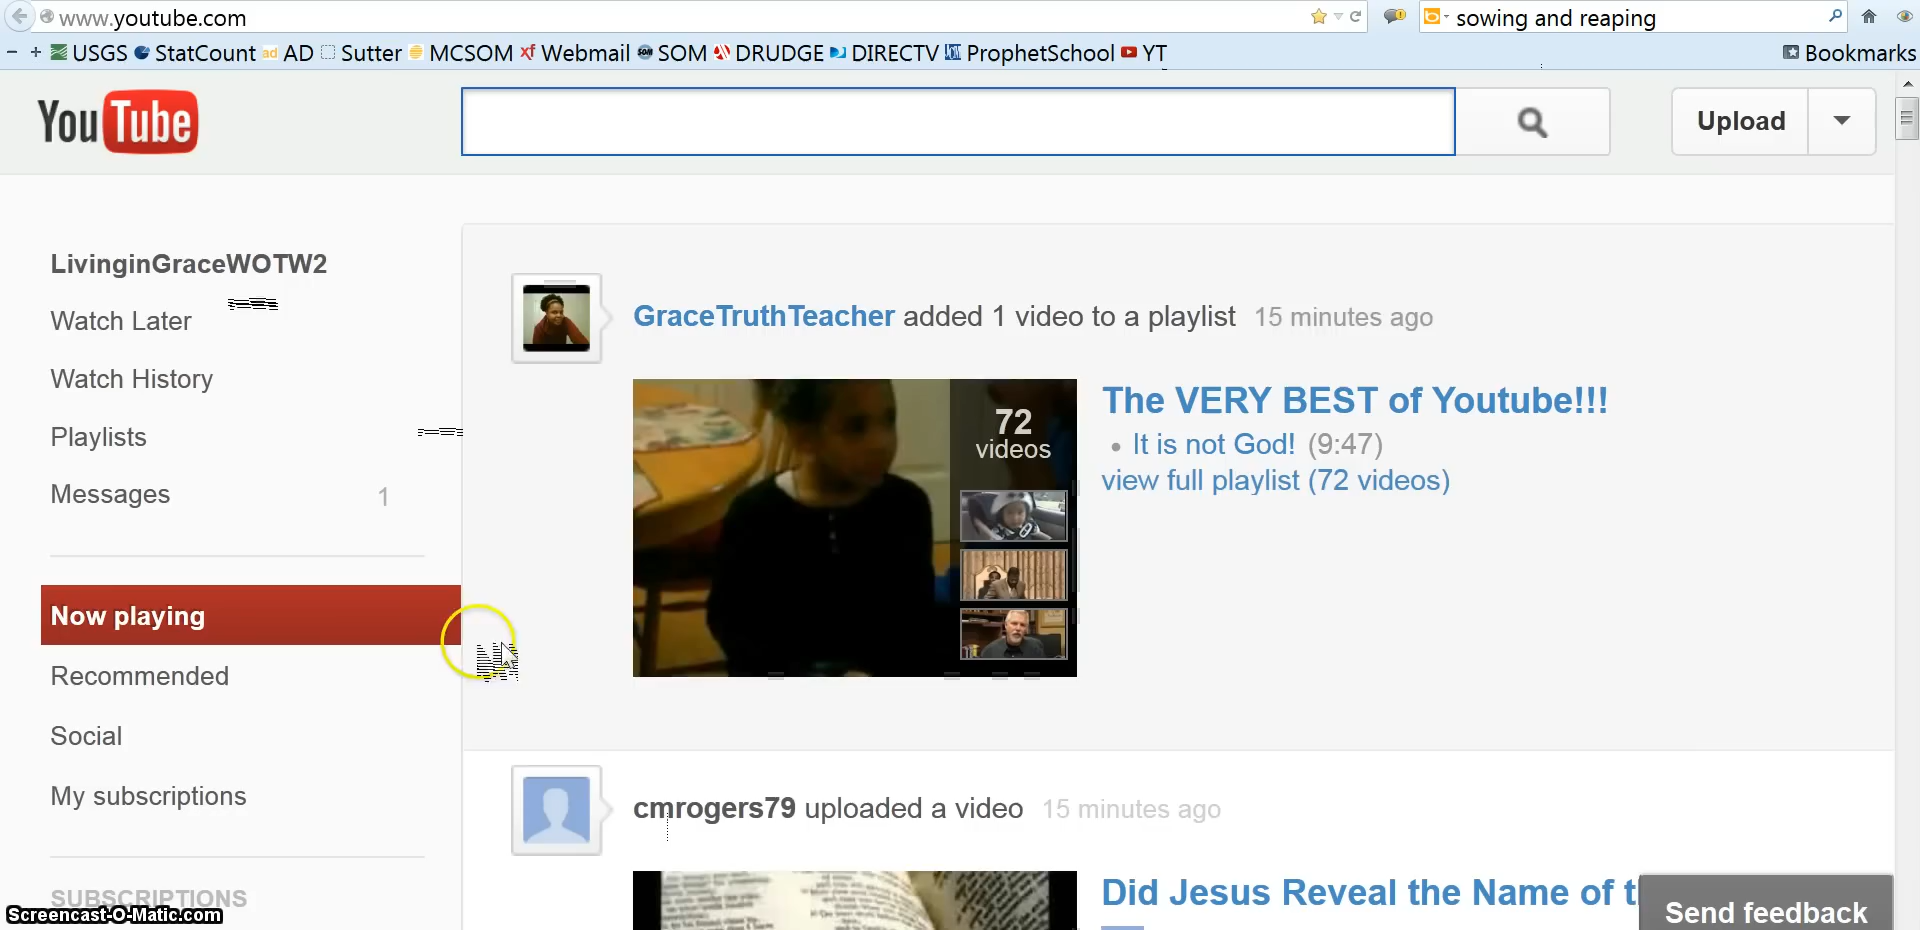 www.youtube.com
sowing and reaping
USGS StatCount AD Sutter MCSOM Webmail SOM DRUDGE DIRECTV ProphetSchool YT Bookmarks
YouTube
Upload
LivinginGraceWOTW2
Watch Later
Watch History
Playlists
Messages 1
Now playing
Recommended
Social
My subscriptions
SUBSCRIPTIONS
GraceTruthTeacher added 1 video to a playlist 15 minutes ago
72
videos
The VERY BEST of Youtube!!!
• It is not God! (9:47)
view full playlist (72 videos)
cmrogers79 uploaded a video 15 minutes ago
Did Jesus Reveal the Name of t
Send feedback
Screencast-O-Matic.com